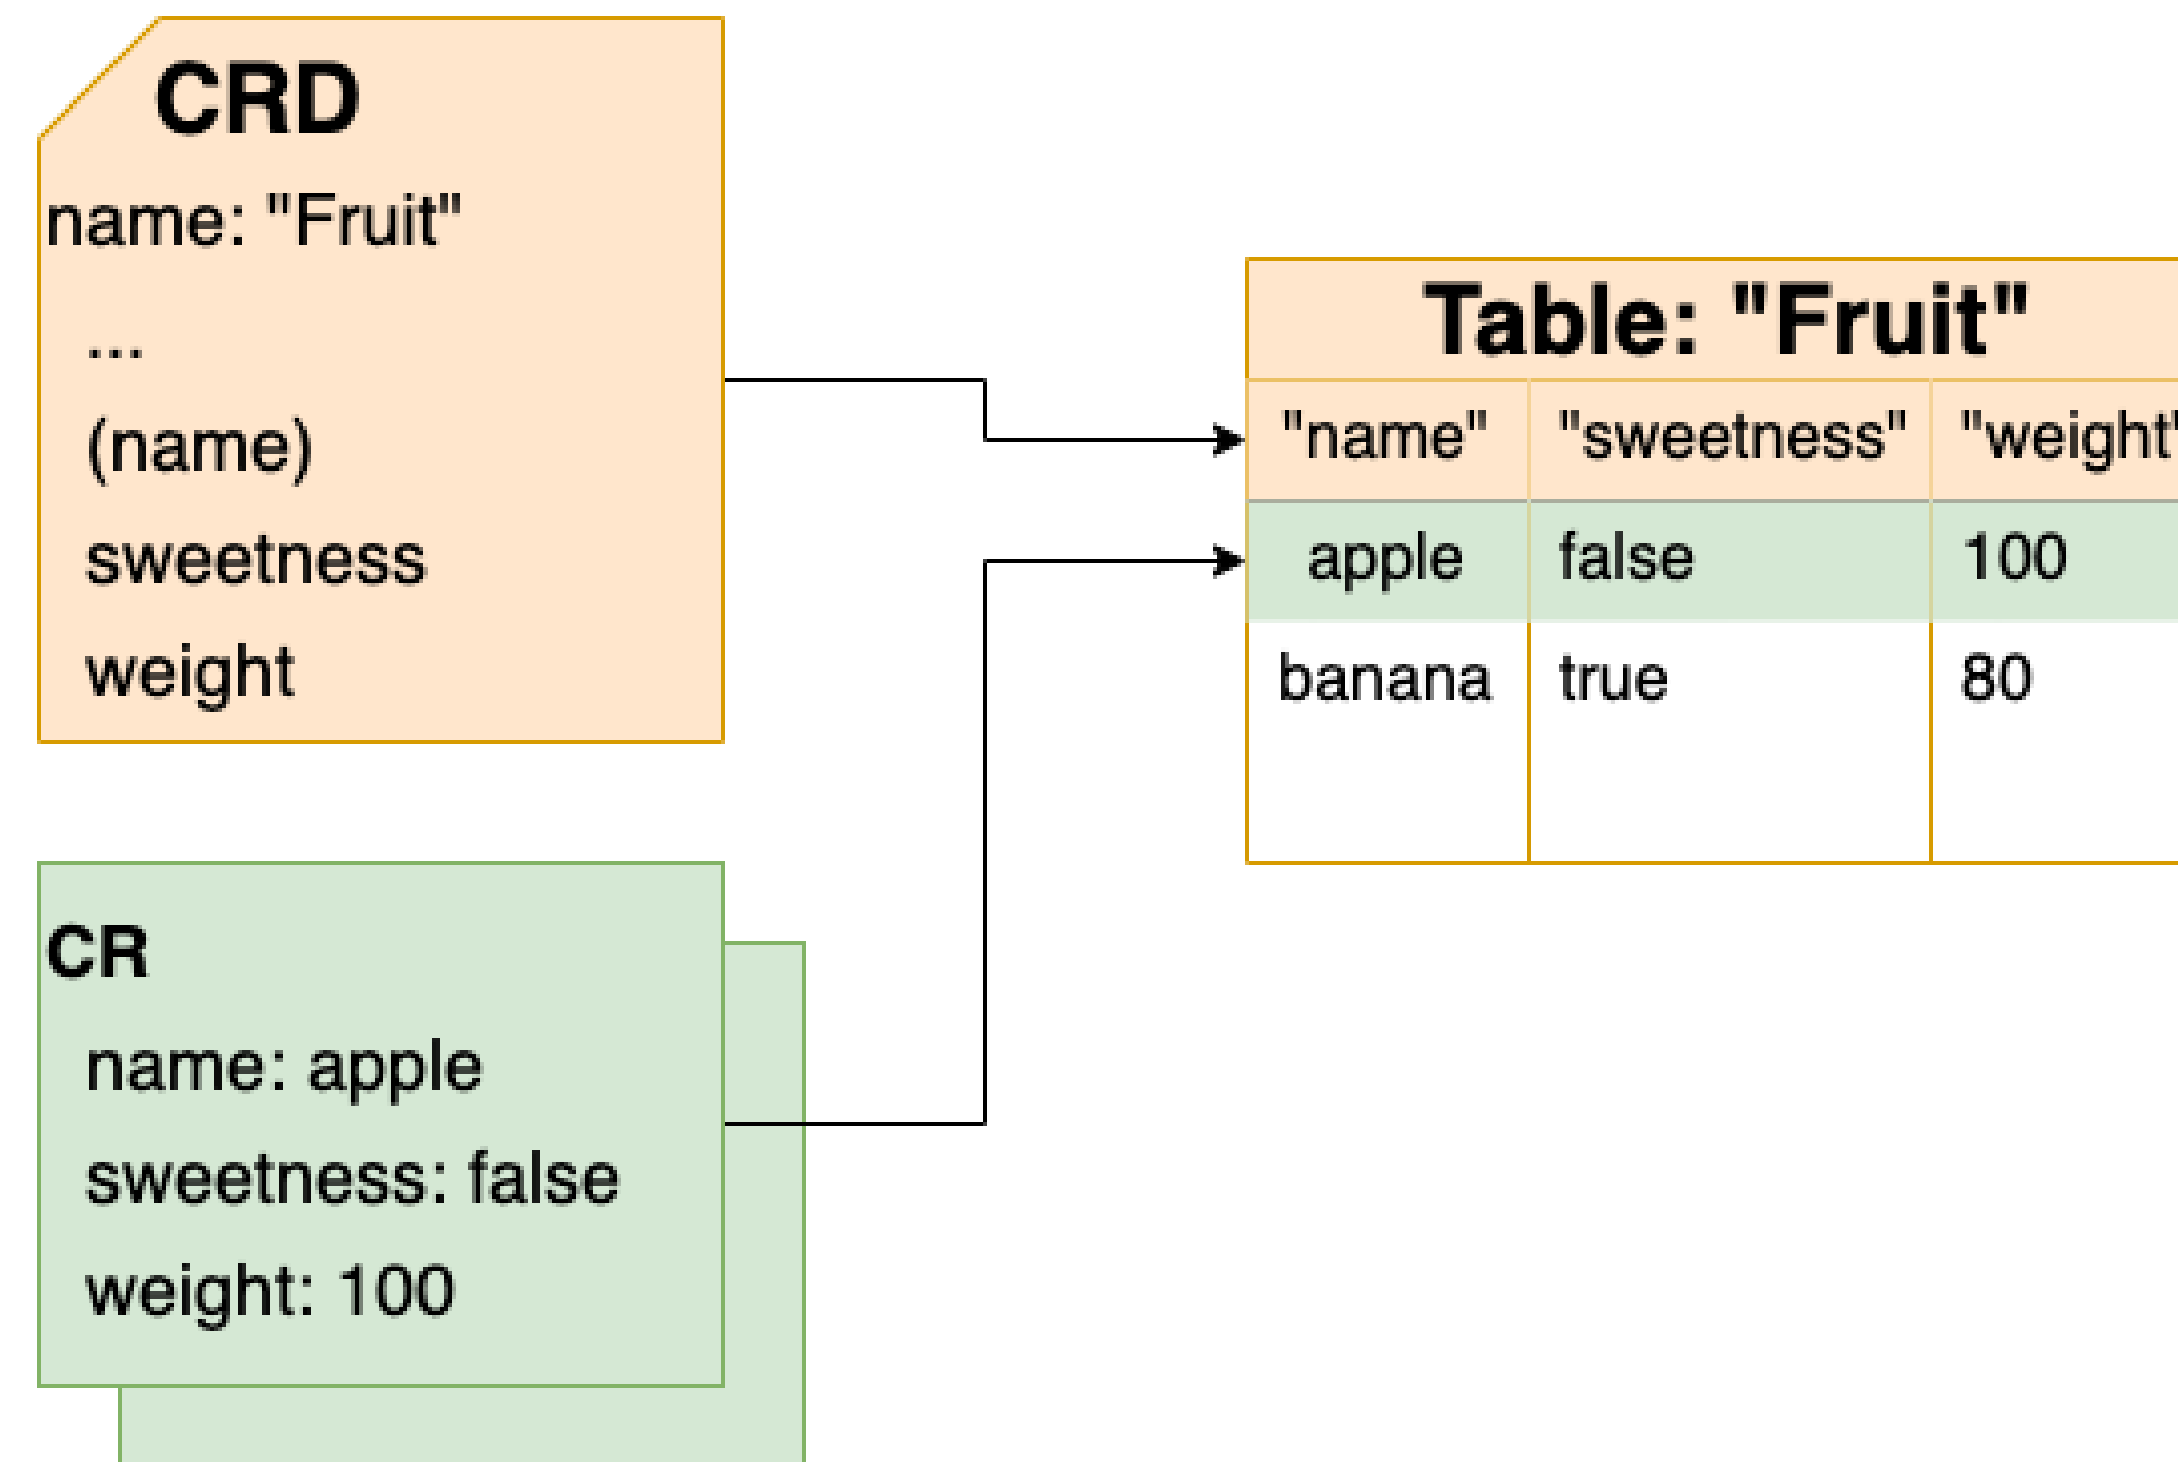 CRD
name: "Fruit"
...
(name)
sweetness
weight
Table: "Fruit"
"name" "sweetness" "weight"
apple false 100
banana true 80
CR
name: apple
sweetness: false
weight: 100